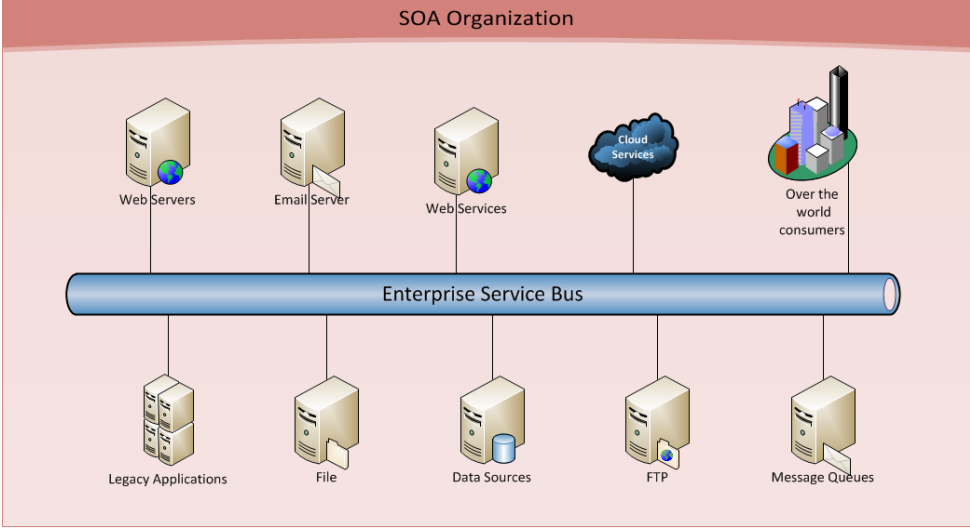 SOA Organization
Cloud
Services
Web Servers
Email Server
Web Services
Over the
world
consumers
Enterprise Service Bus
Legacy Applications
File
Data Sources
FTP
Message Queues